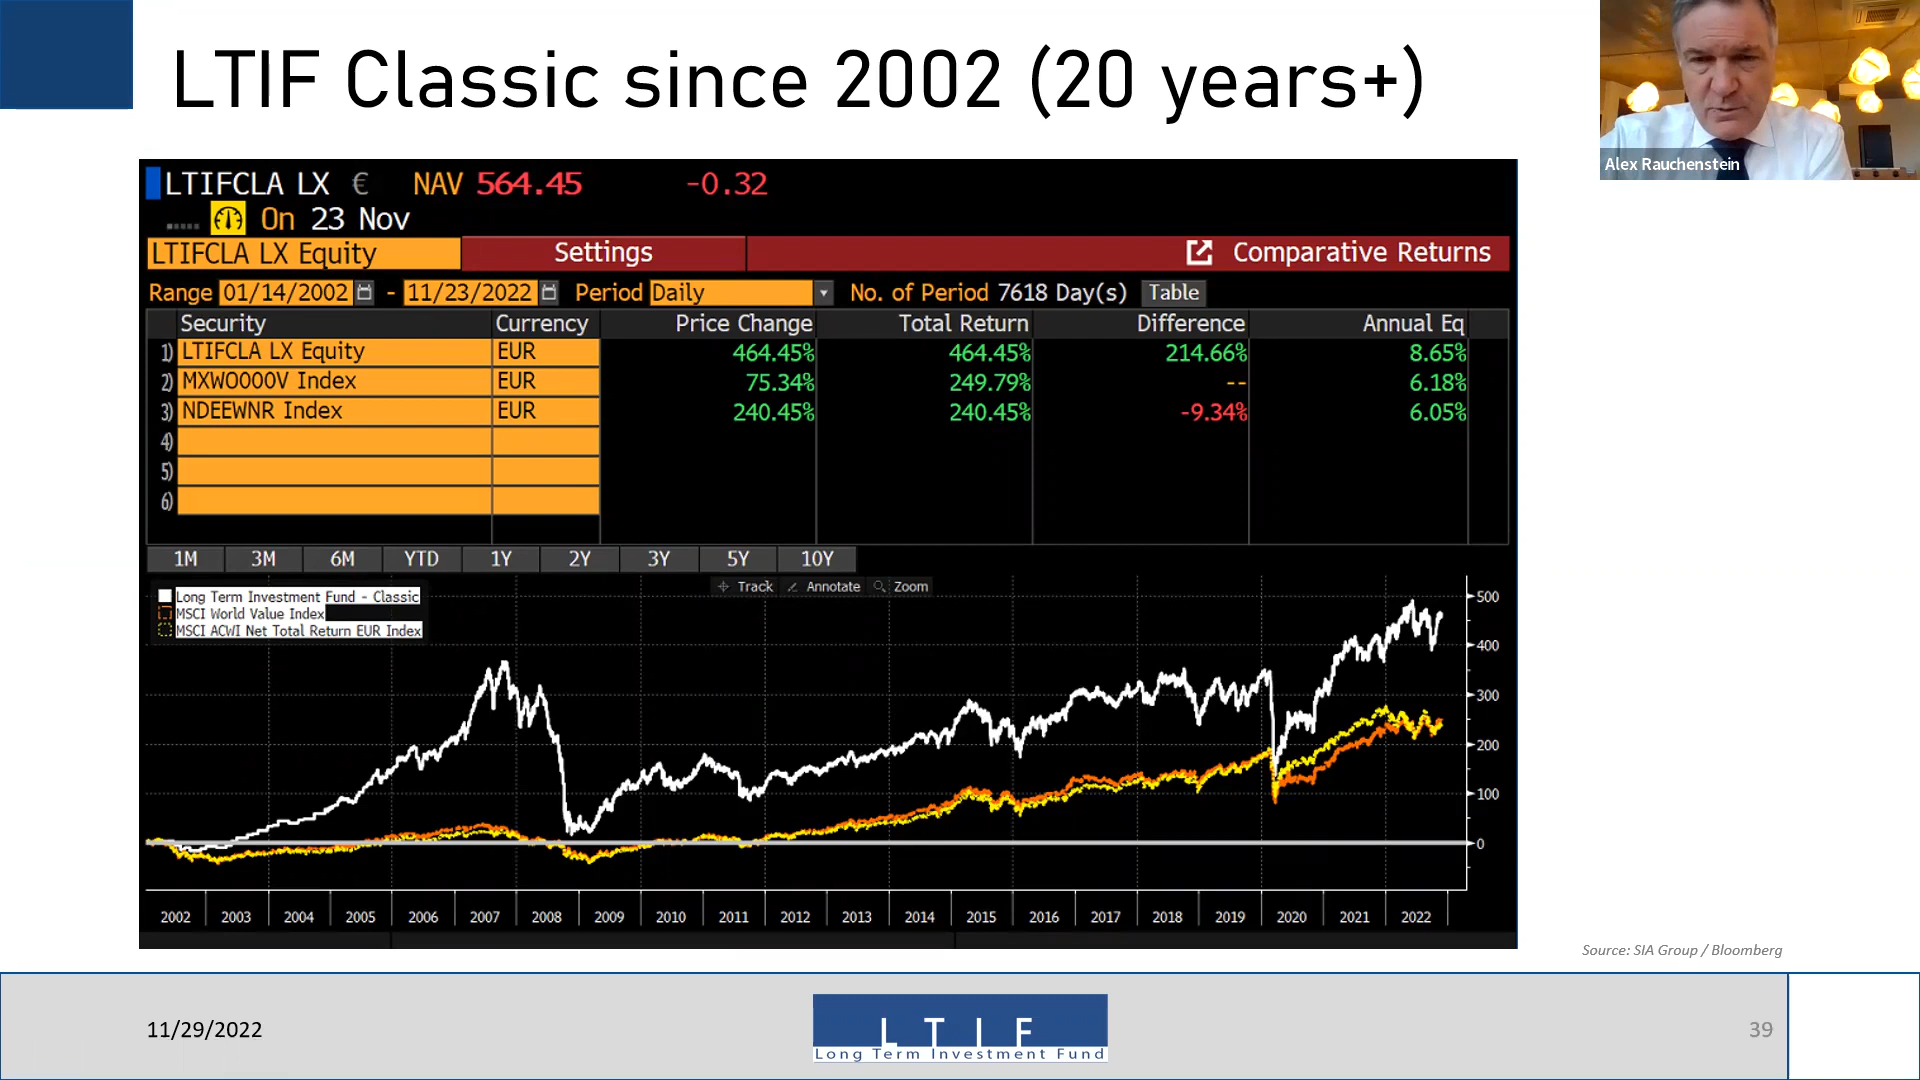 LTIF Classic since 2002 (20 years+)
Alex Rauchenstein
LTIFCLA LX € NAV 564.45 -0.32
On 23 Nov
LTIFCLA LX Equity Settings Comparative Returns
Range 01/14/2002 - 11/23/2022 Period Daily No. of Period 7618 Day(s) Table
Security Currency Price Change Total Return Difference Annual Eq
1) LTIFCLA LX Equity EUR 464.45% 464.45% 214.66% 8.65%
2) MXWO000V Index EUR 75.34% 249.79% -- 6.18%
3) NDEEWNR Index EUR 240.45% 240.45% -9.34% 6.05%
4)
5)
6)
1M 3M 6M YTD 1Y 2Y 3Y 5Y 10Y
Track Annotate Zoom
Long Term Investment Fund - Classic
MSCI World Value Index
MSCI ACWI Net Total Return EUR Index
500
400
300
200
100
0
2002 2003 2004 2005 2006 2007 2008 2009 2010 2011 2012 2013 2014 2015 2016 2017 2018 2019 2020 2021 2022
Source: SIA Group / Bloomberg
11/29/2022
LTIF
Long Term Investment Fund
39